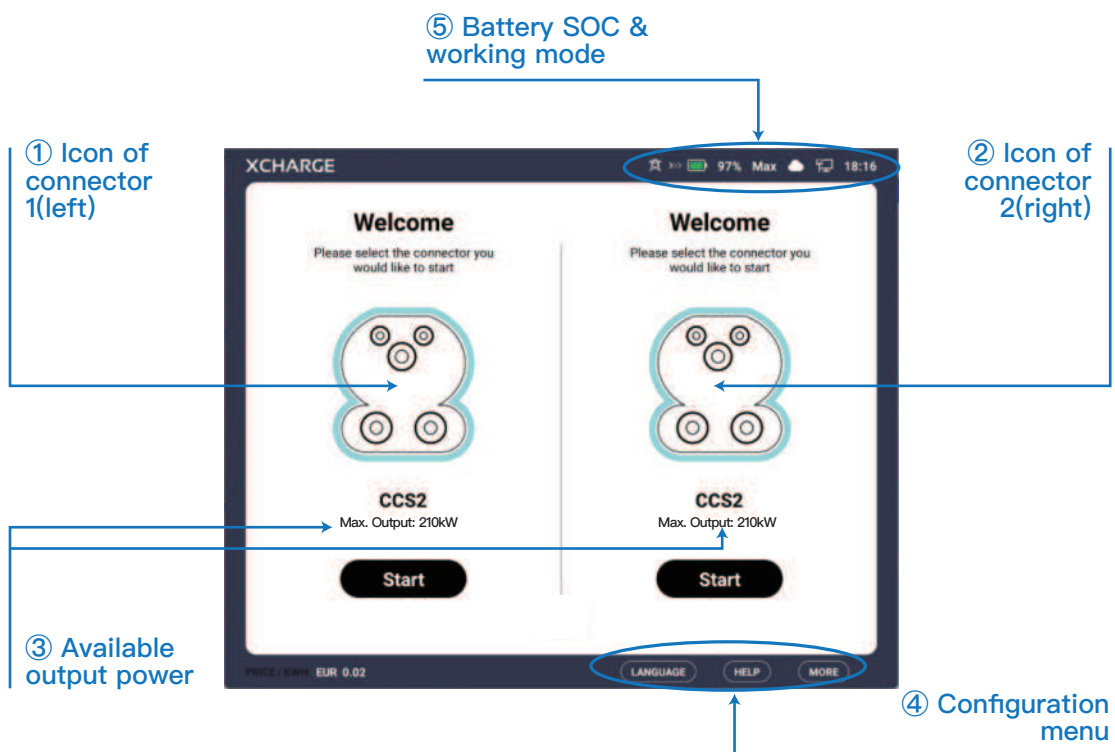 ⑤ Battery SOC &
working mode
① Icon of
connector
1(left)
② Icon of
connector
2(right)
XCHARGE
97% Max 18:16
Welcome
Please select the connector you
would like to start
CCS2
Max. Output: 210kW
Start
Welcome
Please select the connector you
would like to start
CCS2
Max. Output: 210kW
Start
③ Available
output power
PRICE / KWH: EUR 0.02
LANGUAGE HELP MORE
④ Configuration
menu